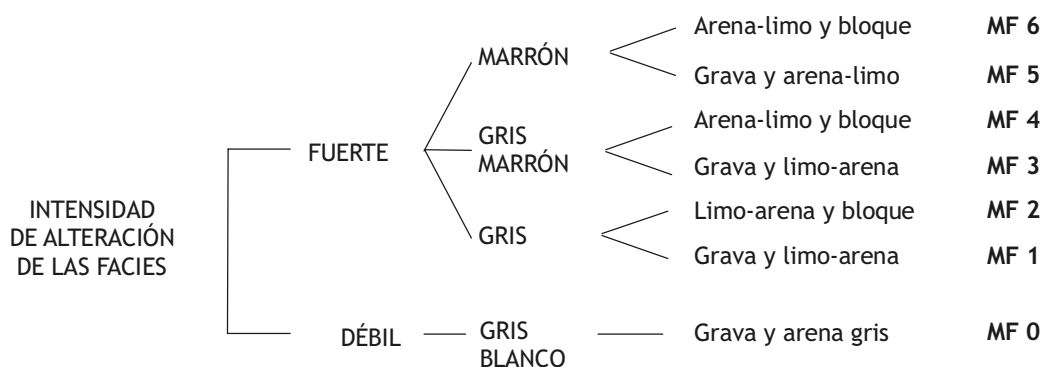 Arena-limo y bloque MF 6
MARRÓN
Grava y arena-limo MF 5
Arena-limo y bloque MF 4
GRIS
MARRÓN
FUERTE
Grava y limo-arena MF 3
Limo-arena y bloque MF 2
GRIS
Grava y limo-arena MF 1
INTENSIDAD
DE ALTERACIÓN
DE LAS FACIES
DÉBIL
GRIS
BLANCO
Grava y arena gris MF 0